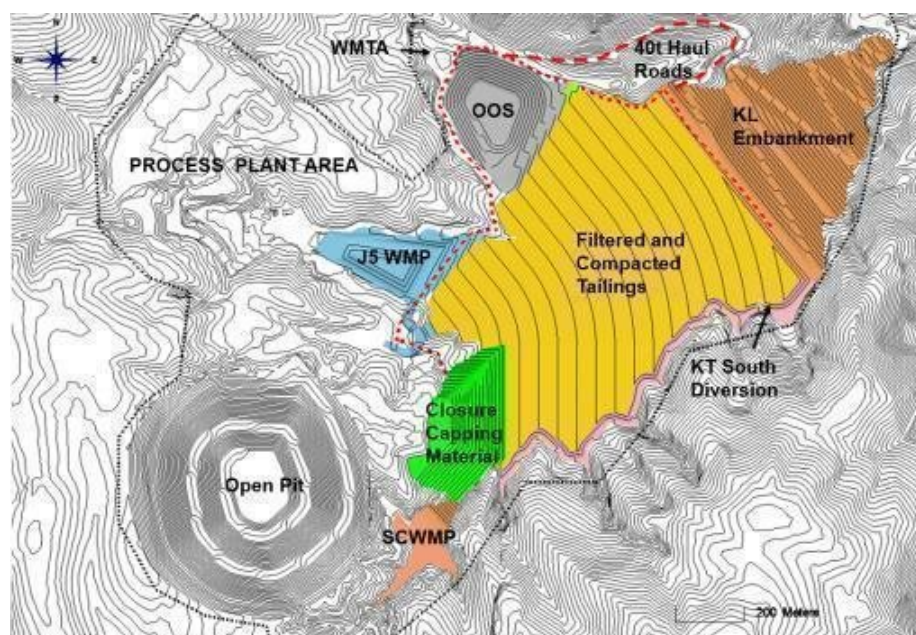 N
W
E
S
WMTA
40t Haul
Roads
OOS
KL
Embankment
PROCESS PLANT AREA
J5 WMP
Filtered and
Compacted
Tailings
KT South
Diversion
Closure
Capping
Material
Open Pit
SCWMP
200 Meters